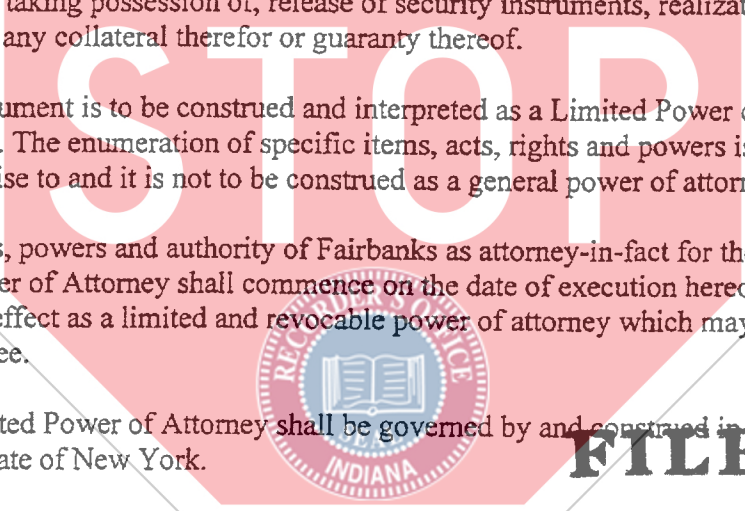 taking possession of, release of security instruments, realizat
any collateral therefor or guaranty thereof.
STOP
ument is to be construed and interpreted as a Limited Power
. The enumeration of specific items, acts, rights and powers is
ise to and it is not to be construed as a general power of attorn
s, powers and authority of Fairbanks as attorney-in-fact for th
er of Attorney shall commence on the date of execution hereo
effect as a limited and revocable power of attorney which may
ee.
ted Power of Attorney shall be governed by and construed in
ate of New York.
FILE
RECORDER'S OFFICE
SEAL
INDIANA